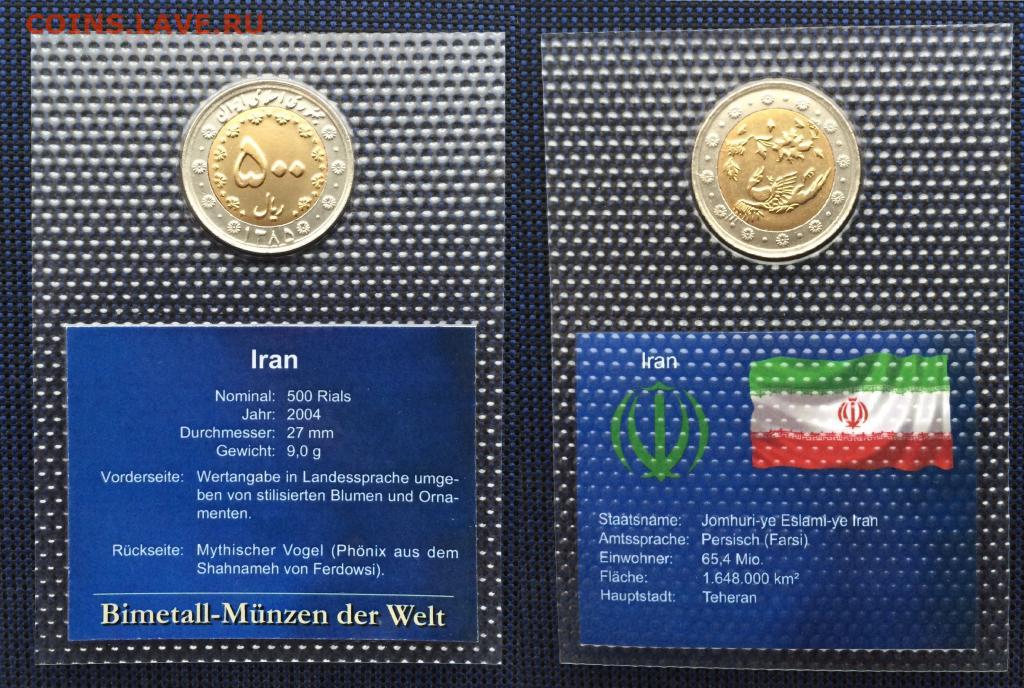 COINS.LAVE.RU
جمهوری اسلامی ایران
۵۰۰
ریال
۱۳۸۵
Iran
Nominal: 500 Rials
Jahr: 2004
Durchmesser: 27 mm
Gewicht: 9,0 g
Vorderseite: Wertangabe in Landessprache umge-
ben von stilisierten Blumen und Orna-
menten.
Rückseite: Mythischer Vogel (Phönix aus dem
Shahnameh von Ferdowsi).
Bimetall-Münzen der Welt
Iran
Staatsname: Jomhuri-ye Eslami-ye Iran
Amtssprache: Persisch (Farsi)
Einwohner: 65,4 Mio.
Fläche: 1.648.000 km²
Hauptstadt: Teheran